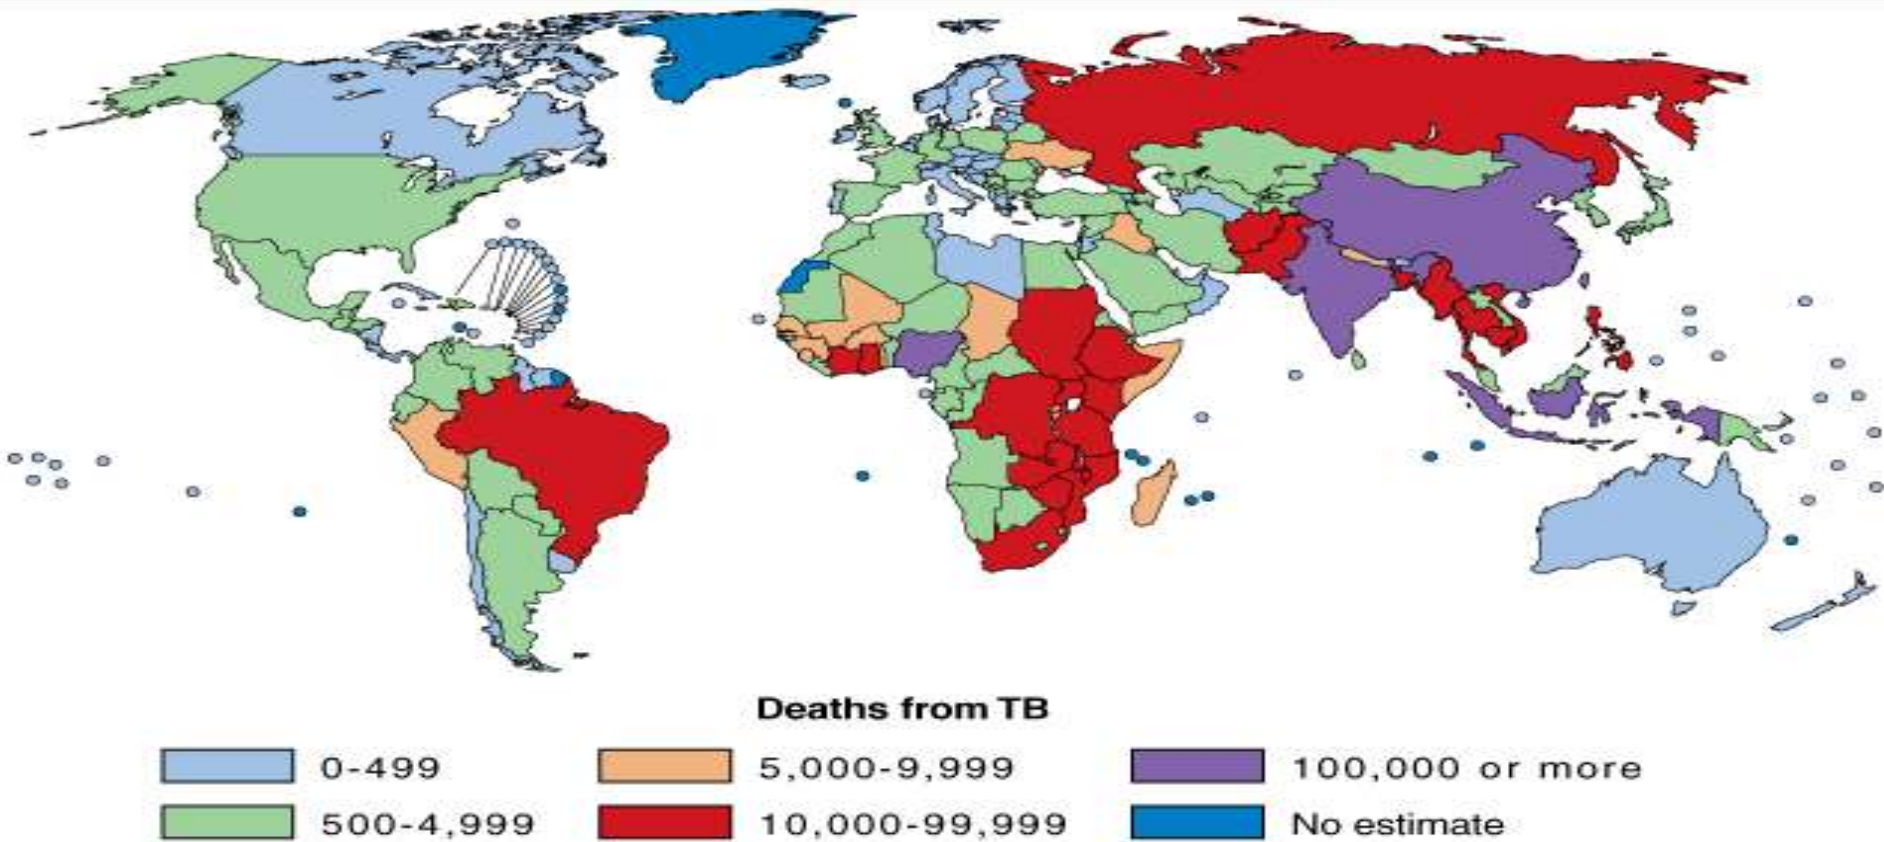 Deaths from TB
0-499
5,000-9,999
100,000 or more
500-4,999
10,000-99,999
No estimate